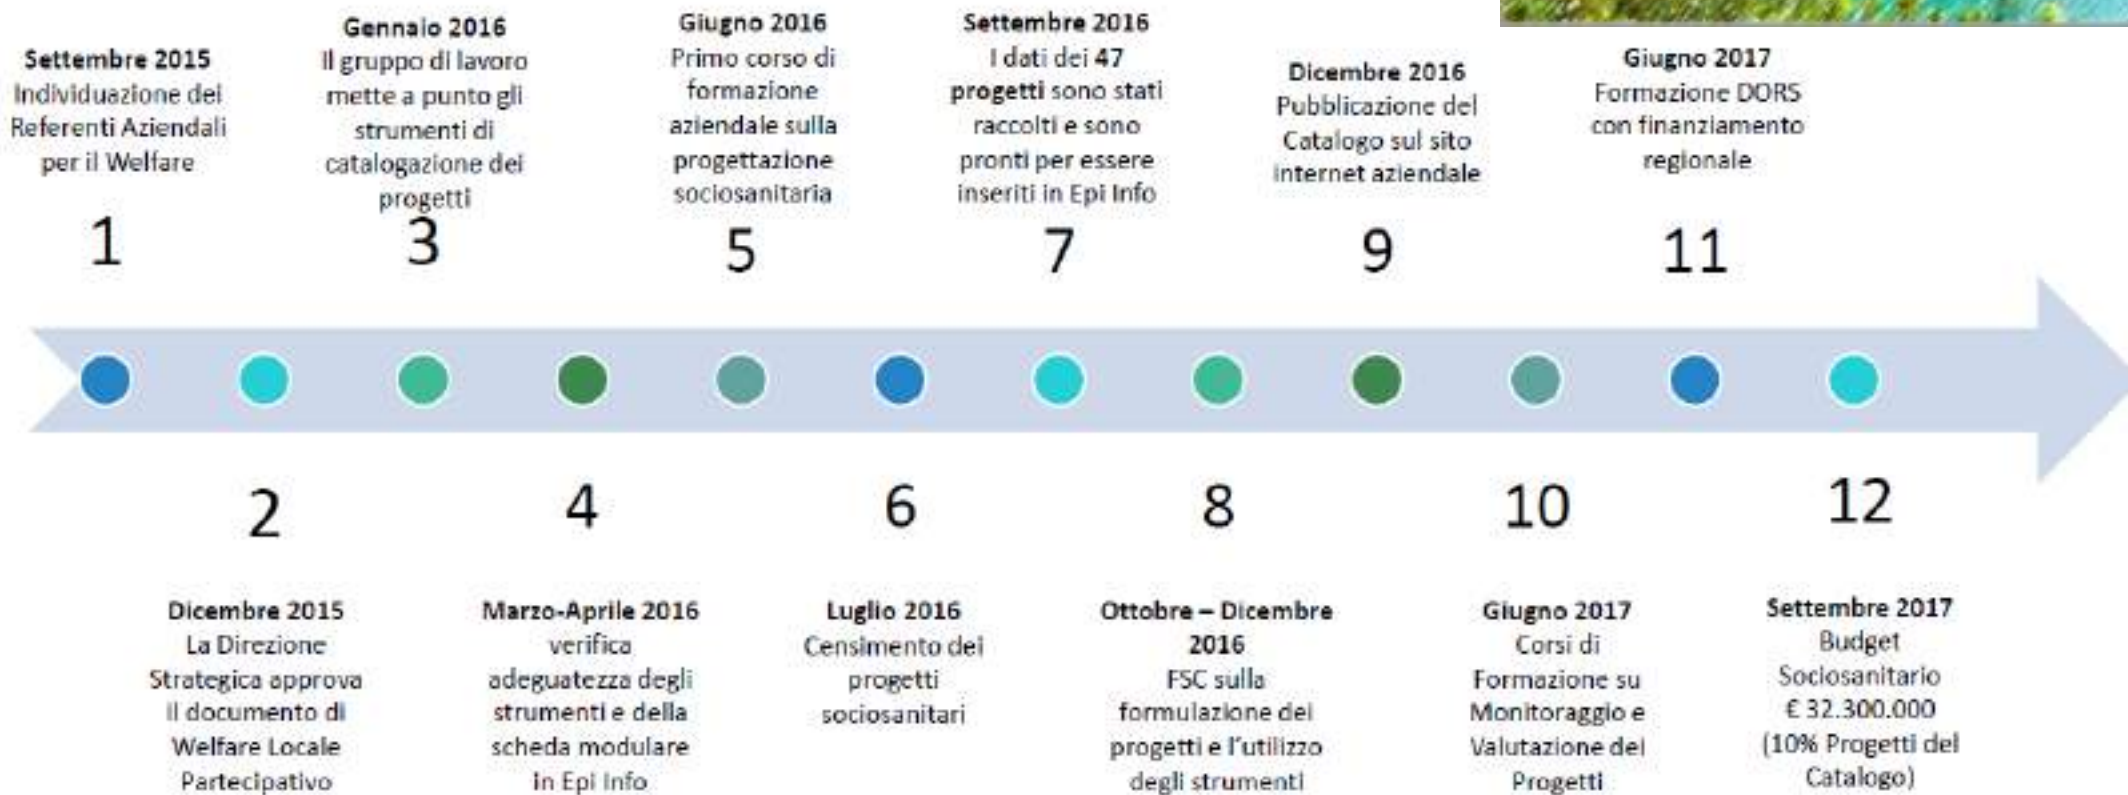 Settembre 2015
Individuazione dei
Referenti Aziendali
per il Welfare
1
Dicembre 2015
La Direzione
Strategica approva
il documento di
Welfare Locale
Partecipativo
2
Gennaio 2016
Il gruppo di lavoro
mette a punto gli
strumenti di
catalogazione dei
progetti
3
Marzo-Aprile 2016
verifica
adeguatezza degli
strumenti e della
scheda modulare
in Epi Info
4
Giugno 2016
Primo corso di
formazione
aziendale sulla
progettazione
sociosanitaria
5
Luglio 2016
Censimento dei
progetti
sociosanitari
6
Settembre 2016
I dati dei 47
progetti sono stati
raccolti e sono
pronti per essere
inseriti in Epi Info
7
Ottobre – Dicembre
2016
FSC sulla
formulazione dei
progetti e l'utilizzo
degli strumenti
8
Dicembre 2016
Pubblicazione del
Catalogo sul sito
internet aziendale
9
Giugno 2017
Corsi di
Formazione su
Monitoraggio e
Valutazione dei
Progetti
10
Giugno 2017
Formazione DORS
con finanziamento
regionale
11
Settembre 2017
Budget
Sociosanitario
€ 32.300.000
(10% Progetti del
Catalogo)
12